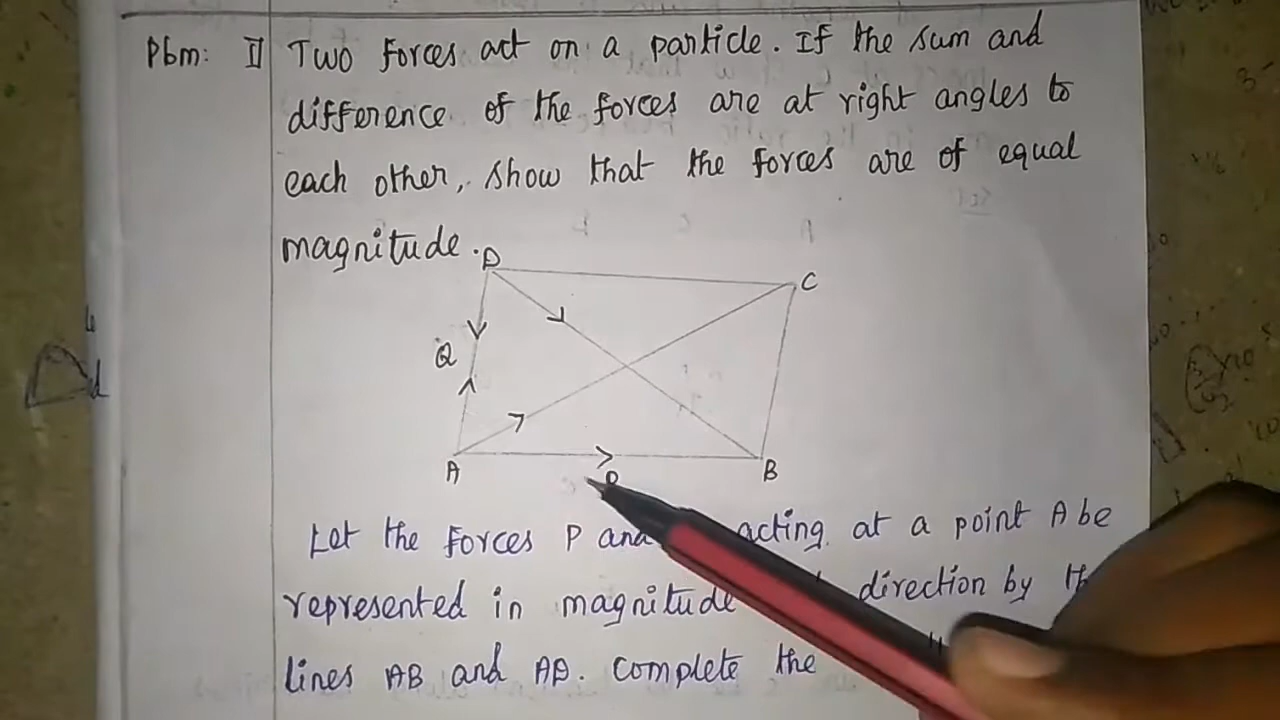 Pbm: II Two forces act on a particle. If the sum and
difference of the forces are at right angles to
each other, show that the forces are of equal
magnitude.
D
C
Q
A
P
B
Let the forces P and acting at a point A be
represented in magnitude direction by
lines AB and AD. Complete the